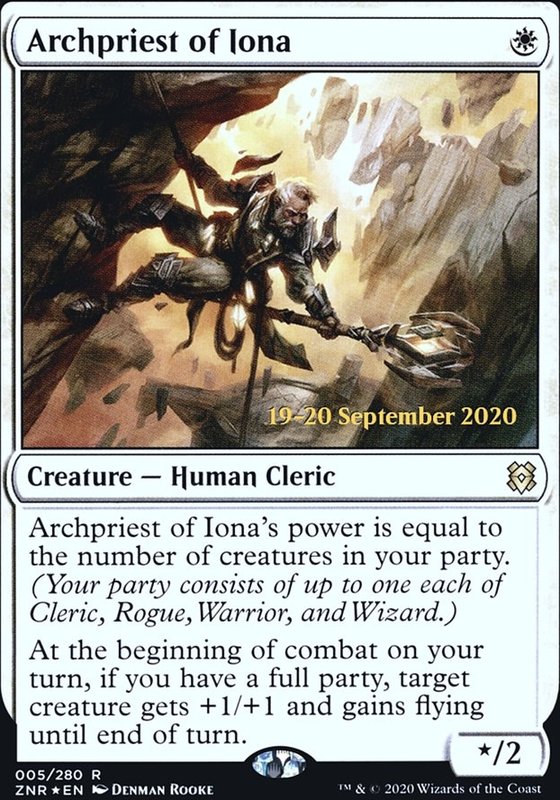 Archpriest of Iona
19–20 September 2020
Creature — Human Cleric
Archpriest of Iona's power is equal to
the number of creatures in your party.
(Your party consists of up to one each of
Cleric, Rogue, Warrior, and Wizard.)
At the beginning of combat on your
turn, if you have a full party, target
creature gets +1/+1 and gains flying
until end of turn.
★/2
005/280 R
ZNR ★ EN Denman Rooke
™ & © 2020 Wizards of the Coast